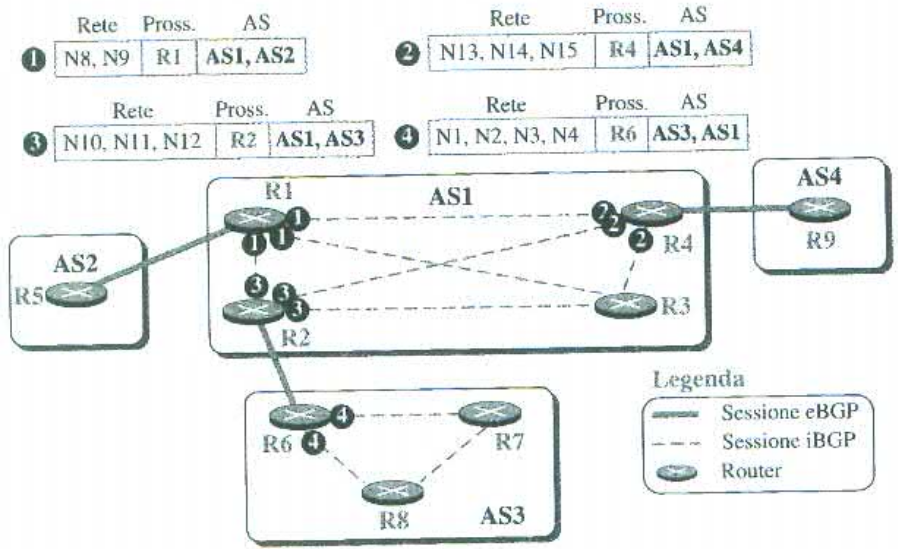 Rete Pross. AS
1 N8, N9 R1 AS1, AS2
Rete Pross. AS
2 N13, N14, N15 R4 AS1, AS4
Rete Pross. AS
3 N10, N11, N12 R2 AS1, AS3
Rete Pross. AS
4 N1, N2, N3, N4 R6 AS3, AS1
R1
AS1
AS4
1
1
1
2
2
2
R4
R9
AS2
R5
3
3
3
R2
R3
Legenda
Sessione eBGP
Sessione iBGP
Router
R6
4
4
R7
R8
AS3